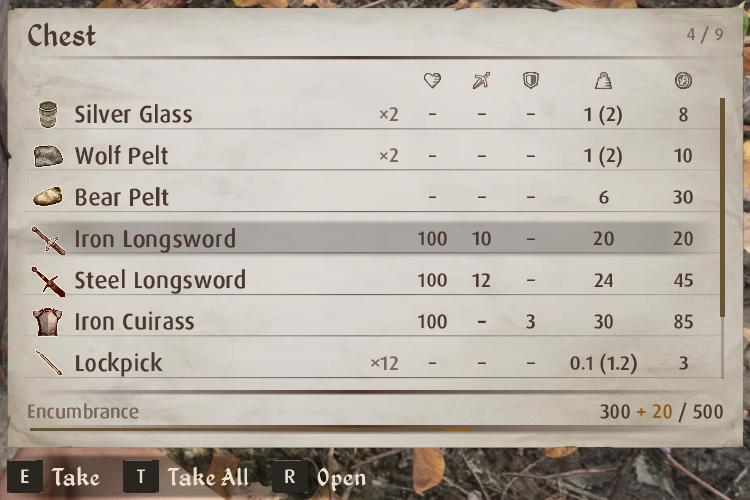 Chest 4 / 9
Silver Glass ×2 – – – 1 (2) 8
Wolf Pelt ×2 – – – 1 (2) 10
Bear Pelt – – – 6 30
Iron Longsword 100 10 – 20 20
Steel Longsword 100 12 – 24 45
Iron Cuirass 100 – 3 30 85
Lockpick ×12 – – – 0.1 (1.2) 3
Encumbrance 300 + 20 / 500
E Take T Take All R Open